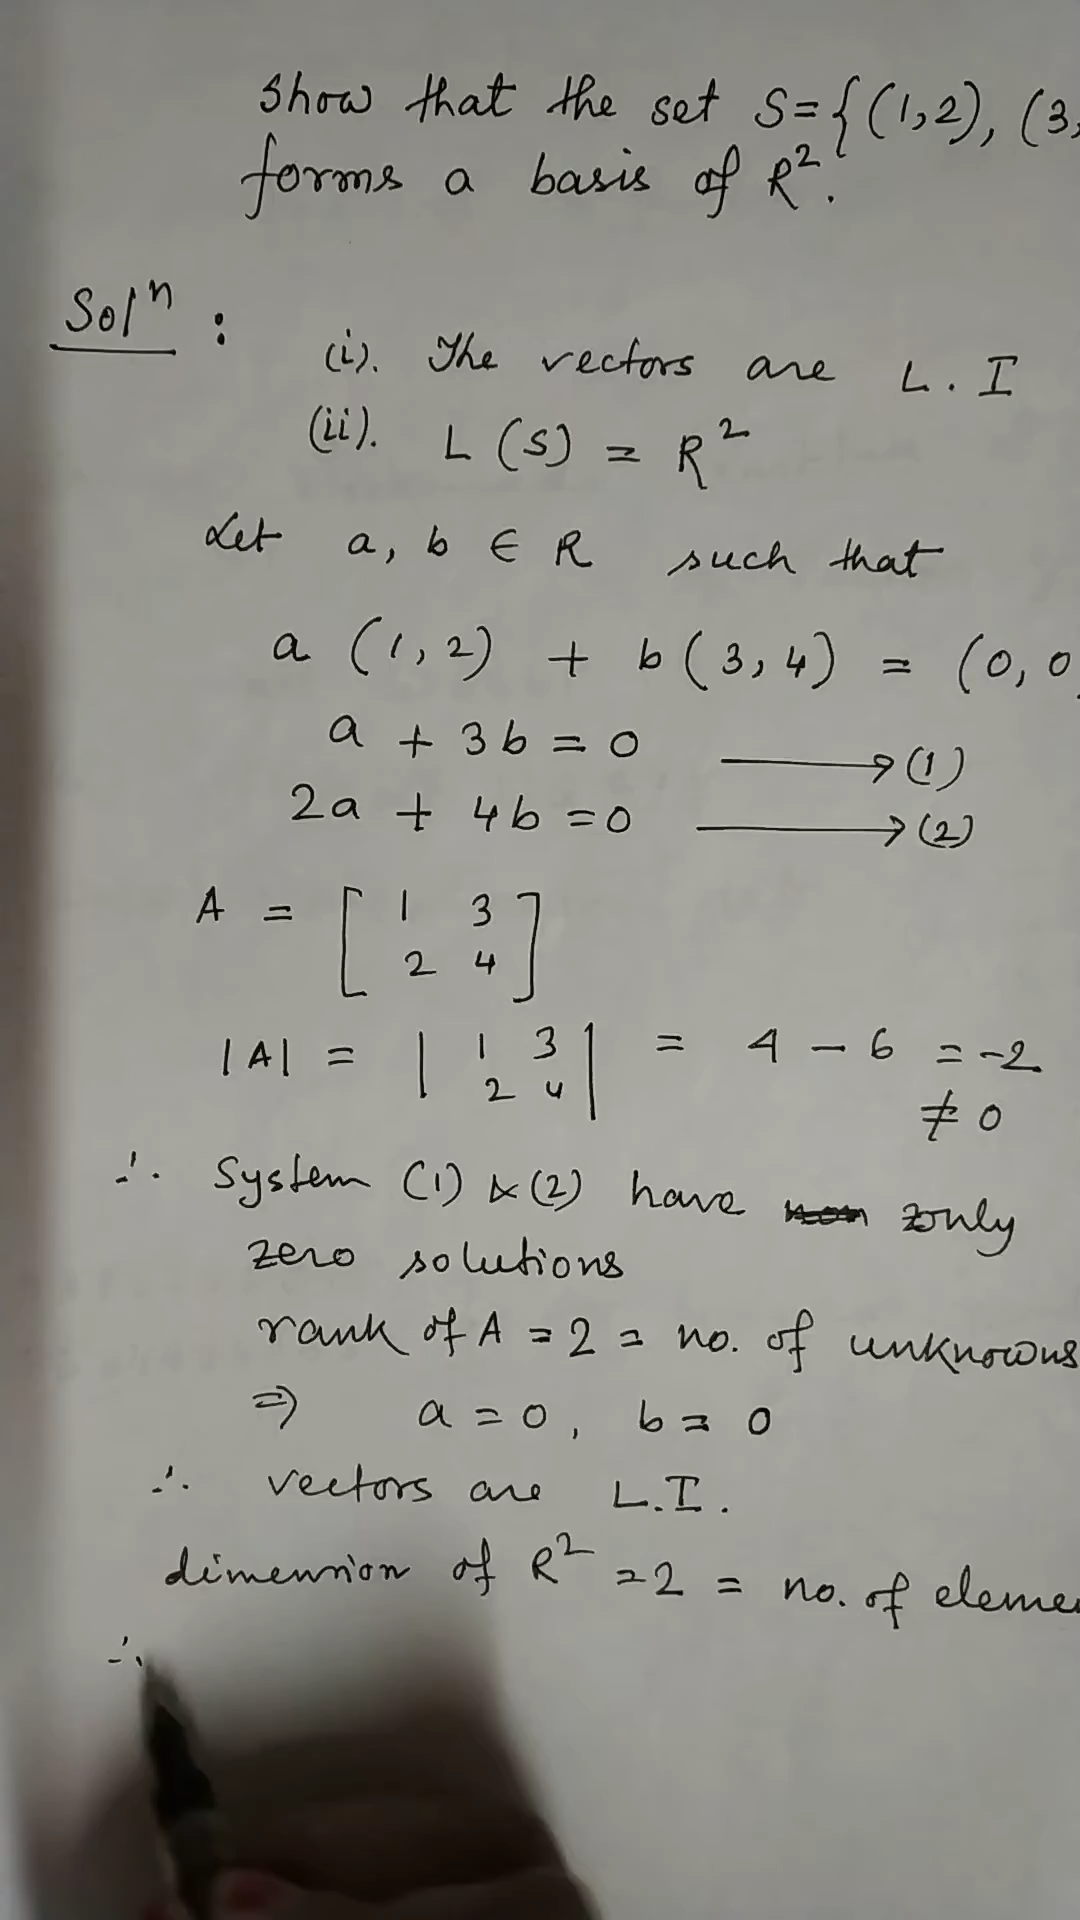 Show that the set S={(1,2), (3,
forms a basis of R².
Solⁿ :
(i). The vectors are L.I
(ii). L(S) = R²
Let a, b ∈ R such that
a (1,2) + b(3,4) = (0,0
a + 3b = 0 ⟶ (1)
2a + 4b = 0 ⟶ (2)
A = [ 1 3
2 4 ]
|A| = | 1 3 | = 4 - 6 = -2
2 4 ≠ 0
∴ System (1) & (2) have only
zero solutions
rank of A = 2 = no. of unknowns
⇒ a = 0, b = 0
∴ vectors are L.I.
dimension of R² = 2 = no. of eleme
∴